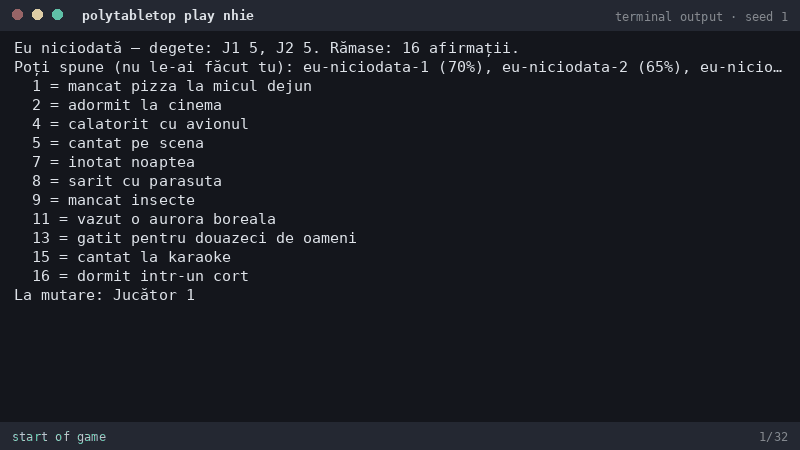 polytabletop play nhie
terminal output · seed 1
Eu niciodată — degete: J1 5, J2 5. Rămase: 16 afirmații.
Poți spune (nu le-ai făcut tu): eu-niciodata-1 (70%), eu-niciodata-2 (65%), eu-nicio…
1 = mancat pizza la micul dejun
2 = adormit la cinema
4 = calatorit cu avionul
5 = cantat pe scena
7 = inotat noaptea
8 = sarit cu parasuta
9 = mancat insecte
11 = vazut o aurora boreala
13 = gatit pentru douazeci de oameni
15 = cantat la karaoke
16 = dormit intr-un cort
La mutare: Jucător 1
start of game
1/32